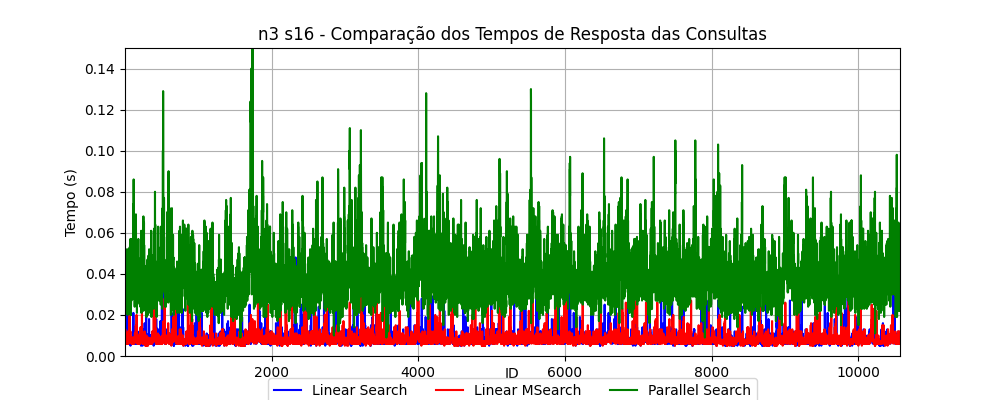 n3 s16 - Comparação dos Tempos de Resposta das Consultas
Tempo (s)
0.14
0.12
0.10
0.08
0.06
0.04
0.02
0.00
2000 4000 6000 8000 10000
ID
Linear Search Linear MSearch Parallel Search